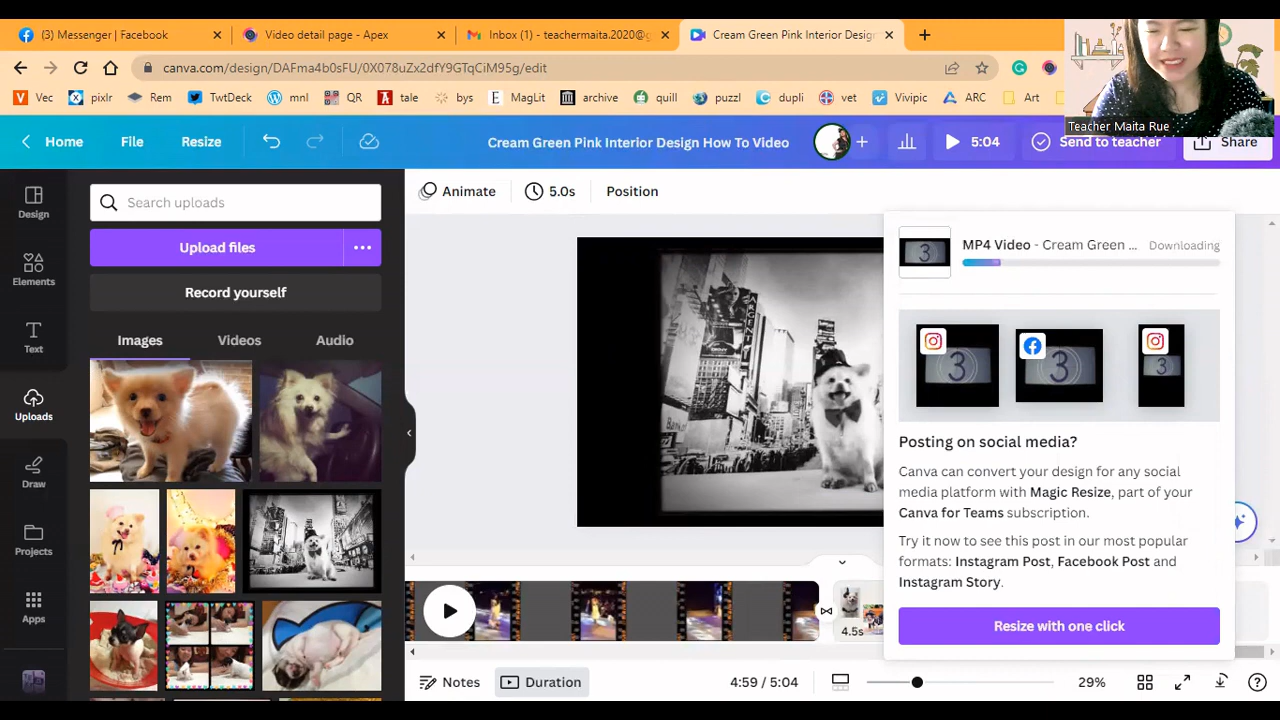 (3) Messenger | Facebook
Video detail page - Apex
Inbox (1) - teachermaita.2020@g
Cream Green Pink Interior Design
canva.com/design/DAFma4b0sFU/0X078uZx2dfY9GTqCiM95g/edit
Vec
pixlr
Rem
TwtDeck
mnl
QR
tale
bys
MagLit
archive
quill
puzzl
dupli
vet
Vivipic
ARC
Art
Teacher Maita Rue
Home
File
Resize
Cream Green Pink Interior Design How To Video
5:04
Send to teacher
Share
Design
Elements
Text
Uploads
Draw
Projects
Apps
Search uploads
Upload files
Record yourself
Images
Videos
Audio
Animate
5.0s
Position
MP4 Video - Cream Green ...
Downloading
3
3
3
3
Posting on social media?
Canva can convert your design for any social
media platform with Magic Resize, part of your
Canva for Teams subscription.
Try it now to see this post in our most popular
formats: Instagram Post, Facebook Post and
Instagram Story.
Resize with one click
4.5s
Notes
Duration
4:59 / 5:04
29%